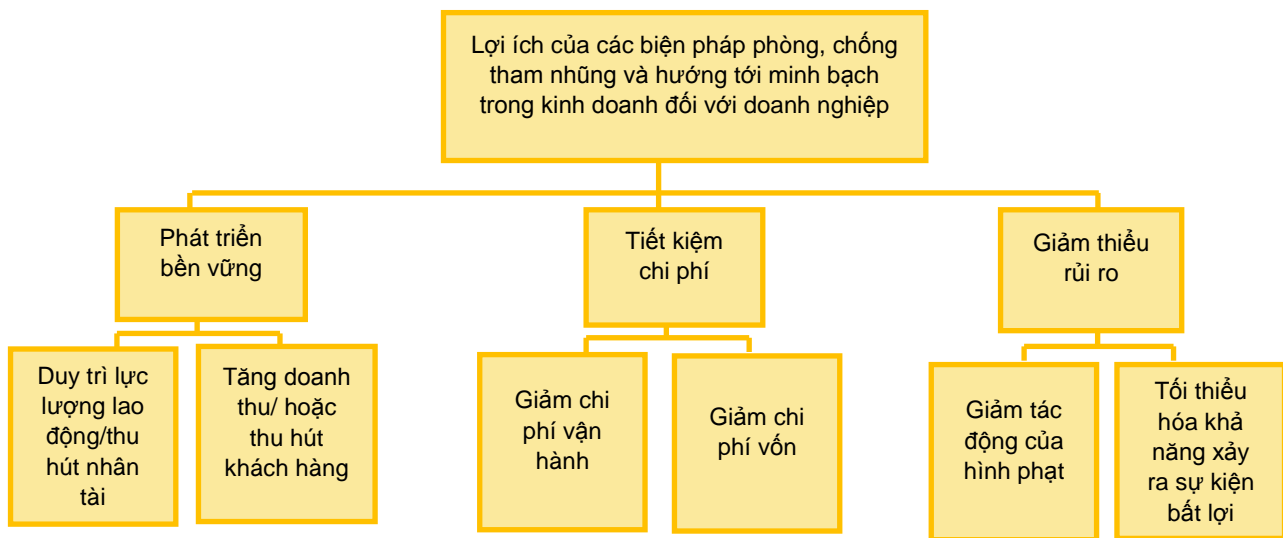 Lợi ích của các biện pháp phòng, chống
tham nhũng và hướng tới minh bạch
trong kinh doanh đối với doanh nghiệp
Phát triển
bền vững
Tiết kiệm
chi phí
Giảm thiểu
rủi ro
Duy trì lực
lượng lao
động/thu
hút nhân
tài
Tăng doanh
thu/ hoặc
thu hút
khách hàng
Giảm chi
phí vận
hành
Giảm chi
phí vốn
Giảm tác
động của
hình phạt
Tối thiểu
hóa khả
năng xảy
ra sự kiện
bất lợi